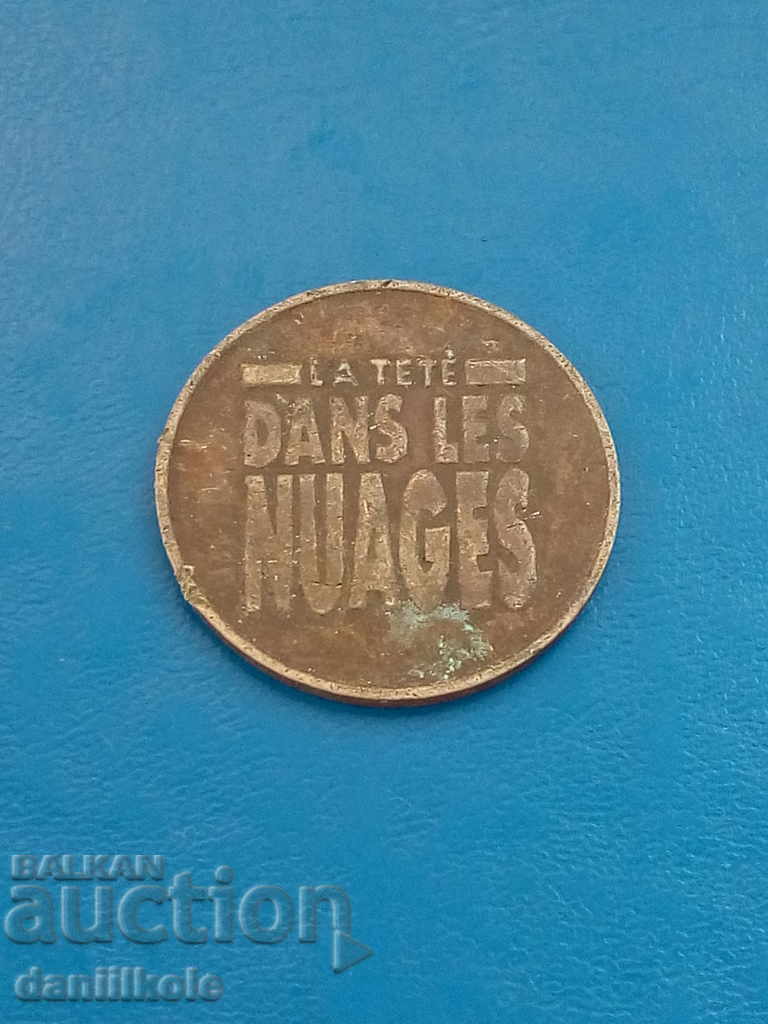 LA TETE
DANS LES
NUAGES
BALKAN
auction
daniilkole